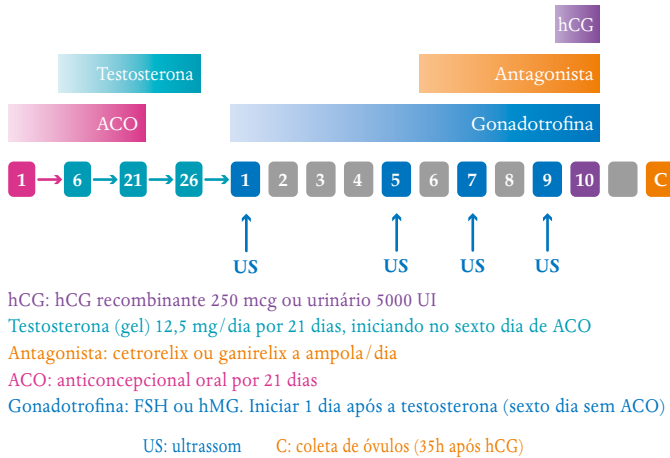 hCG
Testosterona
Antagonista
ACO
Gonadotrofina
1 6 21 26 1 2 3 4 5 6 7 8 9 10 C
US US US US
hCG: hCG recombinante 250 mcg ou urinário 5000 UI
Testosterona (gel) 12,5 mg/dia por 21 dias, iniciando no sexto dia de ACO
Antagonista: cetrorelix ou ganirelix a ampola/dia
ACO: anticoncepcional oral por 21 dias
Gonadotrofina: FSH ou hMG. Iniciar 1 dia após a testosterona (sexto dia sem ACO)
US: ultrassom C: coleta de óvulos (35h após hCG)